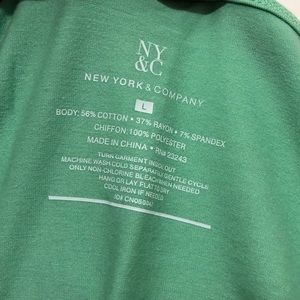 NY
&C
NEW YORK & COMPANY
L
BODY: 56% COTTON • 37% RAYON • 7% SPANDEX
CHIFFON: 100% POLYESTER
MADE IN CHINA • RN# 23243
TURN GARMENT INSIDE OUT
MACHINE WASH COLD SEPARATELY GENTLE CYCLE
ONLY NON-CHLORINE BLEACH WHEN NEEDED
HANG OR LAY FLAT TO DRY
COOL IRON IF NEEDED